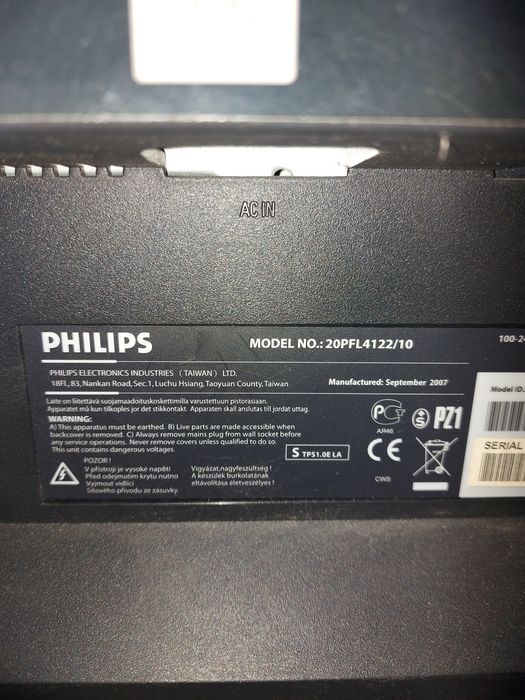 AC IN
PHILIPS
MODEL NO.: 20PFL4122/10
100-24
PHILIPS ELECTRONICS INDUSTRIES (TAIWAN) LTD.
18Fl., 83, Nankan Road, Sec.1, Luchu Hsiang, Taoyuan County, Taiwan
Manufactured: September 2007
Model ID.
Laite on liitettävä suojamaadoituskoskettimilla varustettuun pistorasiaan.
Apparatet må kun tilkoples jor det stikkontakt. Apparaten skall anslutas till jordat uttag.
WARNING:
A) This apparatus must be earthed. B) Live parts are made accessible when
backcover is removed. C) Always remove mains plug from wall socket before
any service operations. Never remove covers unless qualified to do so.
This unit contains dangerous voltages.
S TPS1.0E LA
AR46
PZ1
SERIAL
CE
CWS
POZOR!
V přístroji je vysoké napětí
Před odejmutím krytu nutno
Vyjmout vidlici
Síťového přívodu ze zásuvky.
Vigyázat,nagyfeszültség!
A készülek burkolatának
eltávolítása életveszélyes!